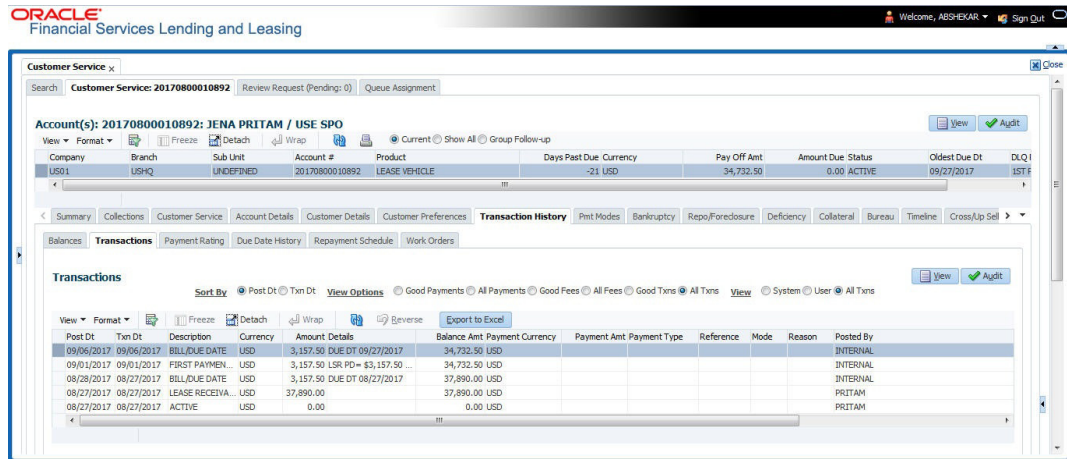 ORACLE
Financial Services Lending and Leasing
Welcome, ABSHEKAR
Sign Out
Customer Service x
Close
Search Customer Service: 20170800010892 Review Request (Pending: 0) Queue Assignment
Account(s): 20170800010892: JENA PRITAM / USE SPO
View Audit
View Format Freeze Detach Wrap Current Show All Group Follow-up
Company Branch Sub Unit Account # Product Days Past Due Currency Pay Off Amt Amount Due Status Oldest Due Dt DLQ
US01 USHQ UNDEFINED 20170800010892 LEASE VEHICLE -21 USD 34,732.50 0.00 ACTIVE 09/27/2017 1ST
Summary Collections Customer Service Account Details Customer Details Customer Preferences Transaction History Pmt Modes Bankruptcy Repo/Foreclosure Deficiency Collateral Bureau Timeline Cross/Up Sell
Balances Transactions Payment Rating Due Date History Repayment Schedule Work Orders
Transactions
View Audit
Sort By Post Dt Txn Dt View Options Good Payments All Payments Good Fees All Fees Good Txns All Txns View System User All Txns
View Format Freeze Detach Wrap Reverse Export to Excel
Post Dt Txn Dt Description Currency Amount Details Balance Amt Payment Currency Payment Amt Payment Type Reference Mode Reason Posted By
09/06/2017 09/06/2017 BILL/DUE DATE USD 3,157.50 DUE DT 09/27/2017 34,732.50 USD INTERNAL
09/01/2017 09/01/2017 FIRST PAYMEN... USD 3,157.50 LSR PD= $3,157.50 ... 34,732.50 USD INTERNAL
08/28/2017 08/27/2017 BILL/DUE DATE USD 3,157.50 DUE DT 08/27/2017 37,890.00 USD INTERNAL
08/27/2017 08/27/2017 LEASE RECEIVA... USD 37,890.00 37,890.00 USD PRITAM
08/27/2017 08/27/2017 ACTIVE USD 0.00 0.00 USD PRITAM